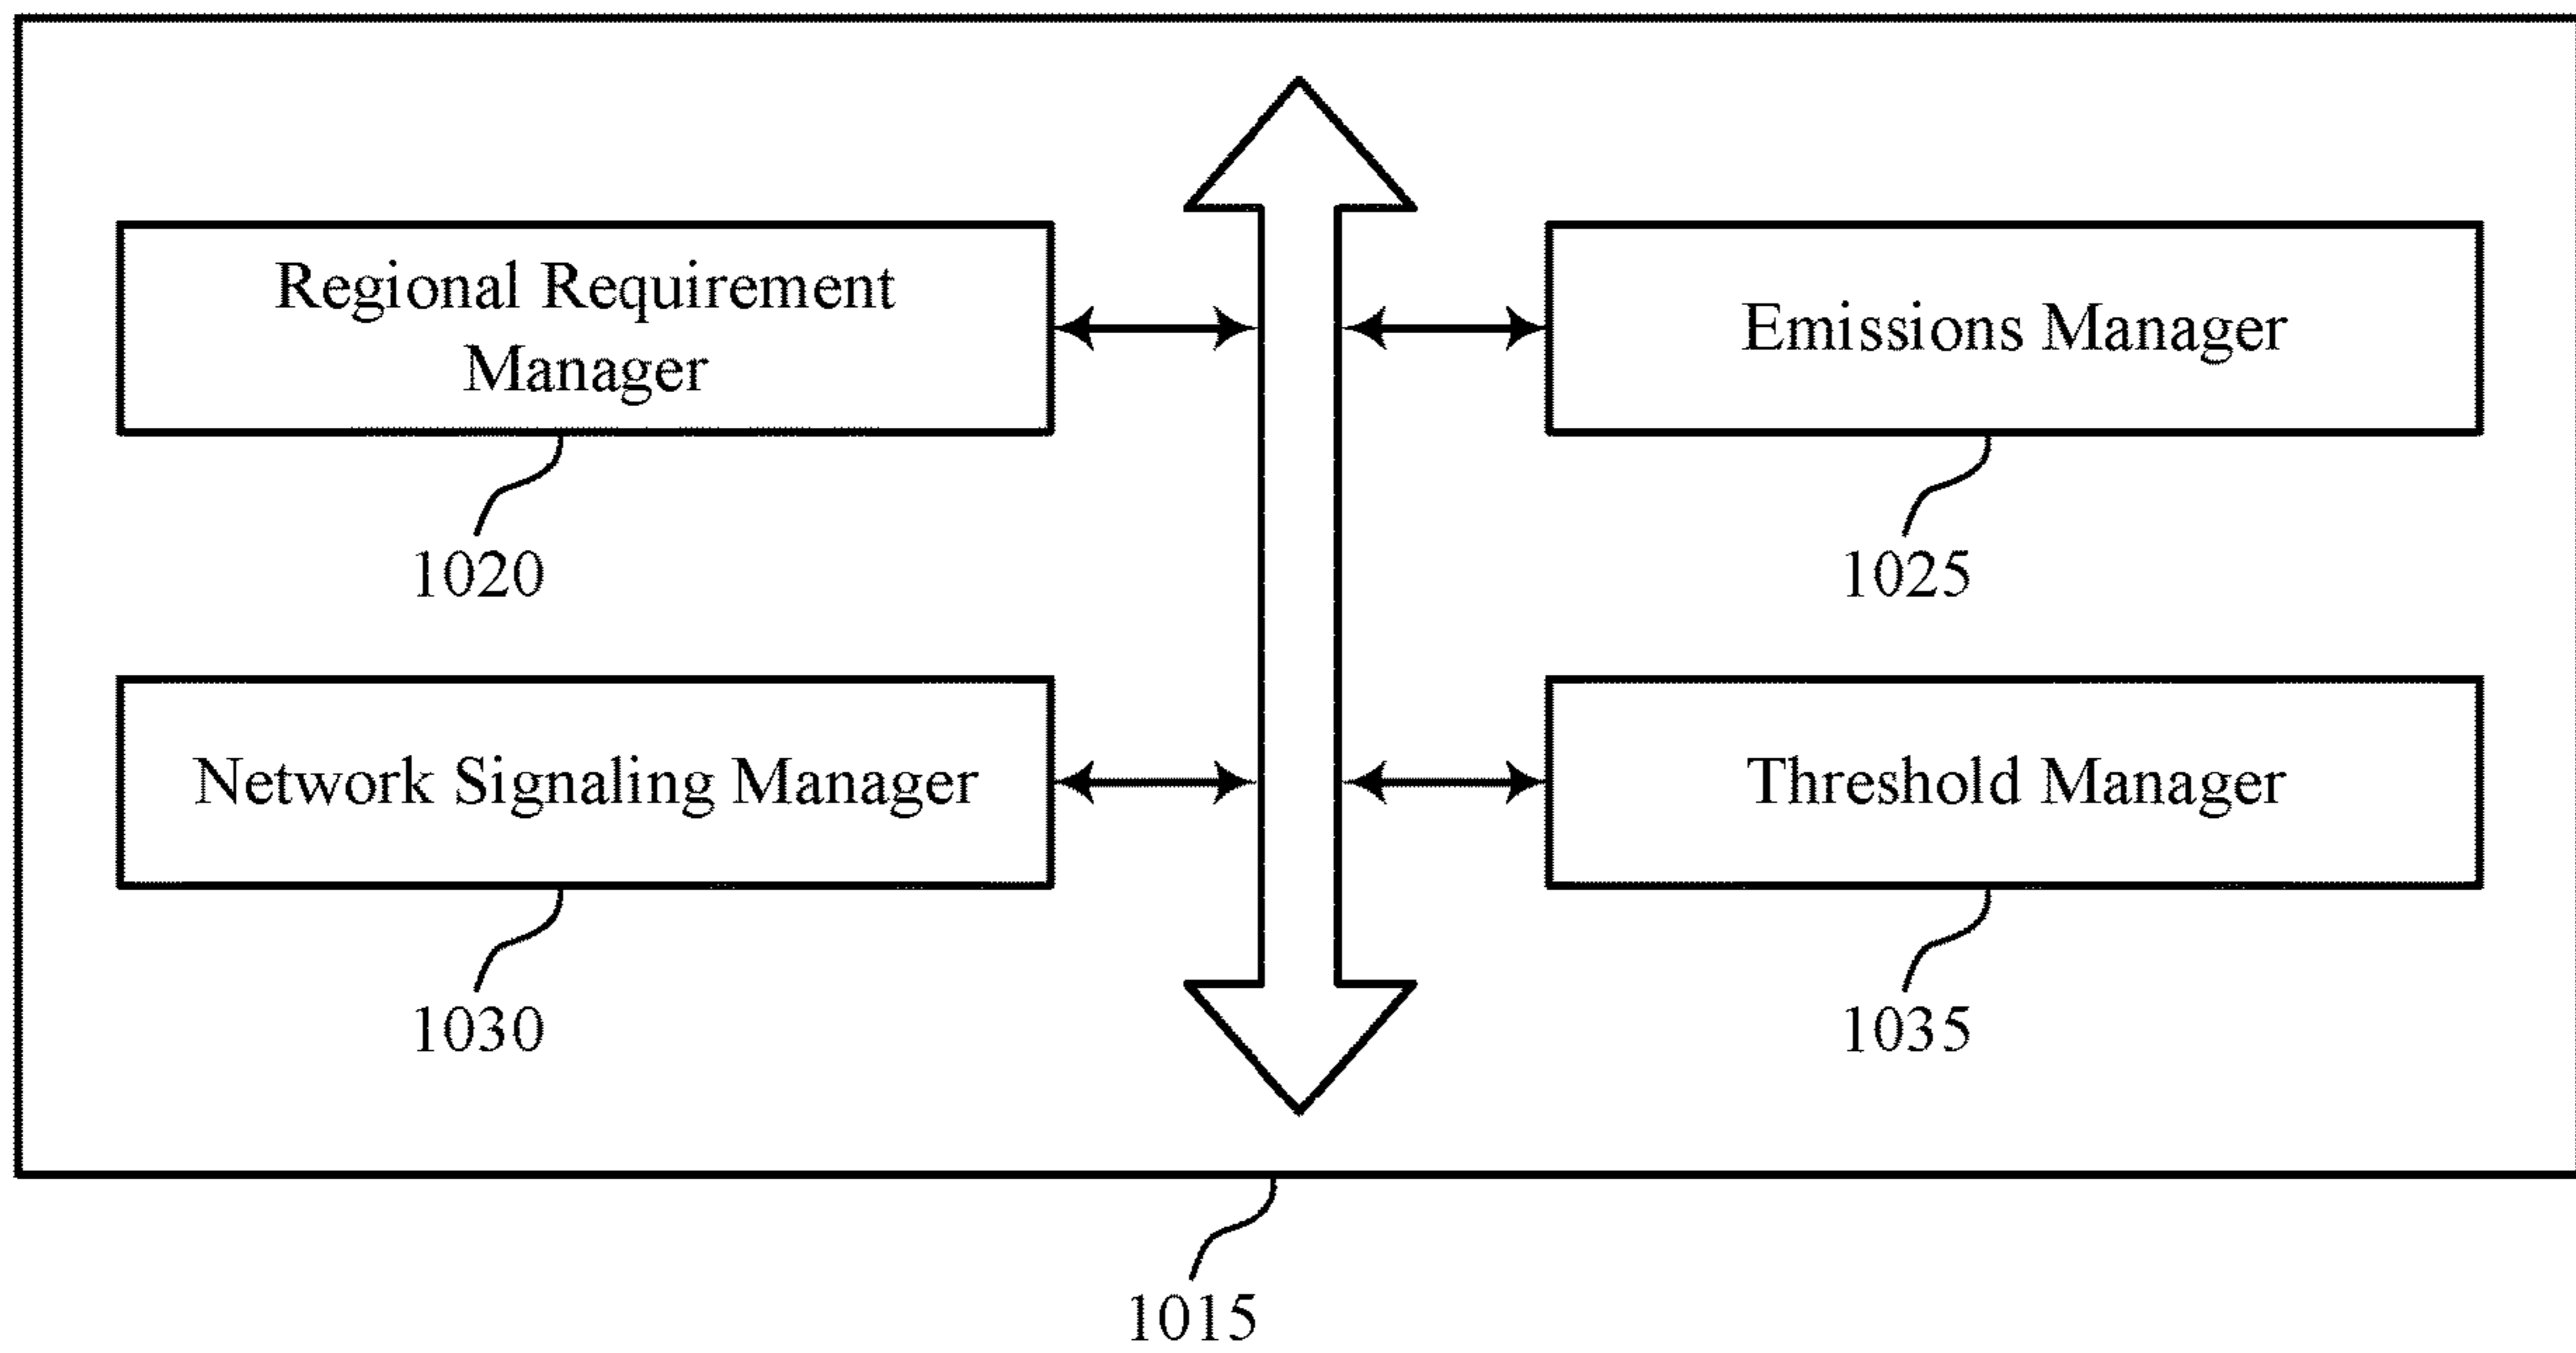 Regional Requirement
Manager
1020
Emissions Manager
1025
Network Signaling Manager
1030
Threshold Manager
1035
1015